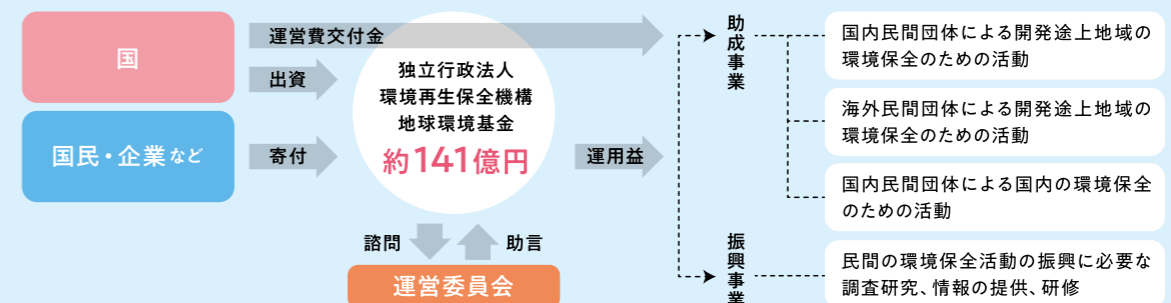 国
国民・企業など
運営費交付金
出資
寄付
独立行政法人
環境再生保全機構
地球環境基金
約141億円
諮問
助言
運営委員会
運用益
助成事業
国内民間団体による開発途上地域の
環境保全のための活動
海外民間団体による開発途上地域の
環境保全のための活動
国内民間団体による国内の環境保全
のための活動
振興事業
民間の環境保全活動の振興に必要な
調査研究、情報の提供、研修